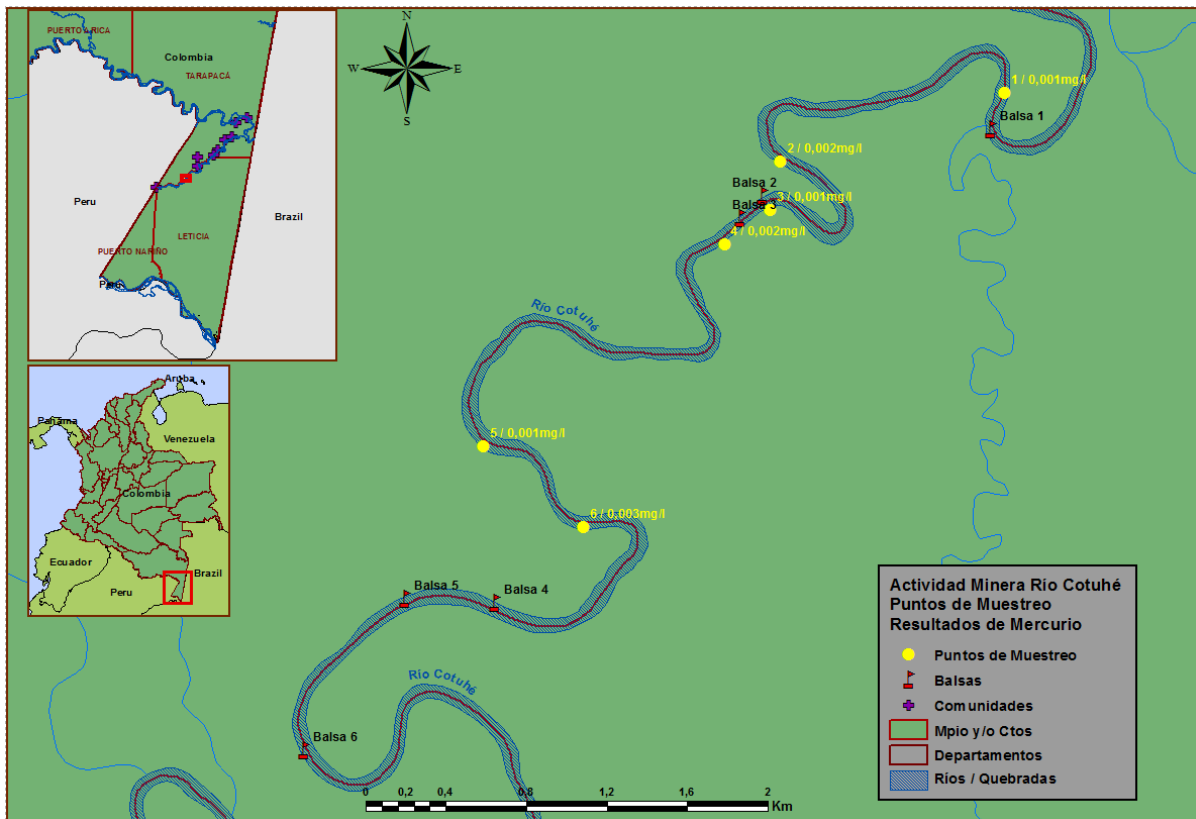 PUERTO ARICA
Colombia
TARAPACÁ
Peru
Brazil
LETICIA
PUERTO NARIÑO
Peru
N
W
E
S
Aruba
Panama
Venezuela
Colombia
Ecuador
Brazil
Peru
1 / 0,001mg/l
Balsa 1
2 / 0,002mg/l
Balsa 2
3 / 0,001mg/l
Balsa 3
4 / 0,002mg/l
Río Cotuhé
5 / 0,001mg/l
6 / 0,003mg/l
Balsa 5
Balsa 4
Río Cotuhé
Balsa 6
0 0,2 0,4 0,8 1,2 1,6 2
Km
Actividad Minera Rio Cotuhé
Puntos de Muestreo
Resultados de Mercurio
Puntos de Muestreo
Balsas
Comunidades
Mpio y/o Ctos
Departamentos
Ríos / Quebradas